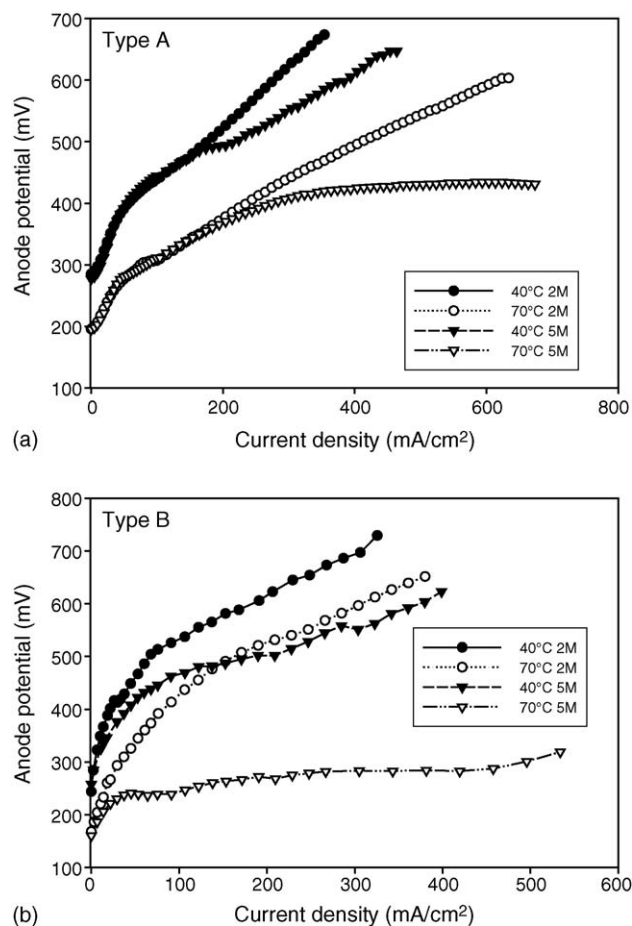 700
Type A
600
500
400
300
200
100
Anode potential (mV)
40°C 2M
70°C 2M
40°C 5M
70°C 5M
0
200
400
600
800
(a)
Current density (mA/cm²)
800
Type B
700
600
500
400
300
200
100
Anode potential (mV)
40°C 2M
70°C 2M
40°C 5M
70°C 5M
0
100
200
300
400
500
600
(b)
Current density (mA/cm²)